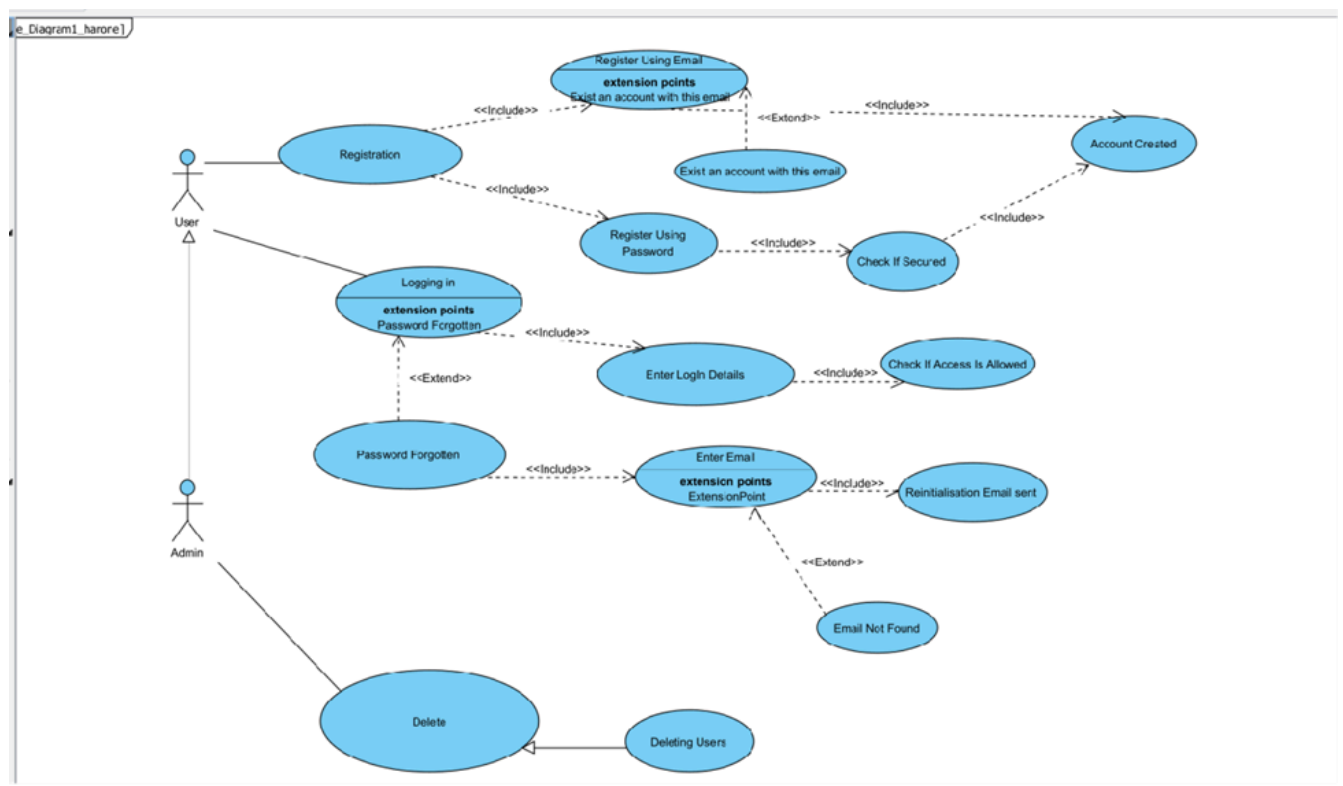 e_Diagram1_harore]
Register Using Email
extension points
Exist an account with this email
<<Include>>
<<Include>>
<<Extend>>
Registration
Account Created
Exist an account with this email
<<Include>>
User
Register Using
Password
<<Include>>
<<Include>>
Check If Secured
Logging in
extension points
Password Forgotten
<<Include>>
Enter LogIn Details
<<Include>>
Check If Access Is Allowed
<<Extend>>
Password Forgotten
<<Include>>
Enter Email
extension points
ExtensionPoint
<<Include>>
Reinitialisation Email sent
Admin
<<Extend>>
Email Not Found
Delete
Deleting Users